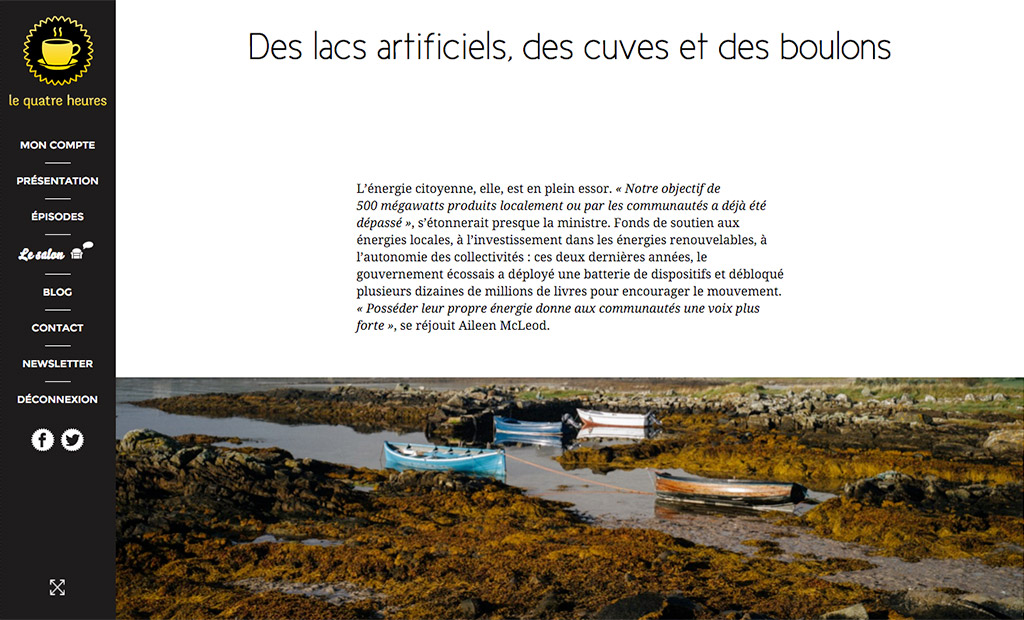 le quatre heures
MON COMPTE
PRÉSENTATION
ÉPISODES
Le salon
BLOG
CONTACT
NEWSLETTER
DÉCONNEXION
Des lacs artificiels, des cuves et des boulons
L’énergie citoyenne, elle, est en plein essor. « Notre objectif de
500 mégawatts produits localement ou par les communautés a déjà été
dépassé », s’étonnerait presque la ministre. Fonds de soutien aux
énergies locales, à l’investissement dans les énergies renouvelables, à
l’autonomie des collectivités : ces deux dernières années, le
gouvernement écossais a déployé une batterie de dispositifs et débloqué
plusieurs dizaines de millions de livres pour encourager le mouvement.
« Posséder leur propre énergie donne aux communautés une voix plus
forte », se réjouit Aileen McLeod.